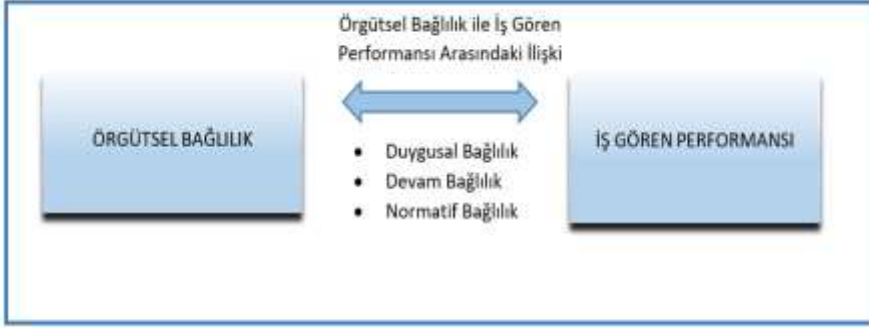 Örgütsel Bağlılık ile İş Gören
Performansı Arasındaki İlişki
ÖRGÜTSEL BAĞLILIK
İŞ GÖREN PERFORMANSI
• Duygusal Bağlılık
• Devam Bağlılık
• Normatif Bağlılık